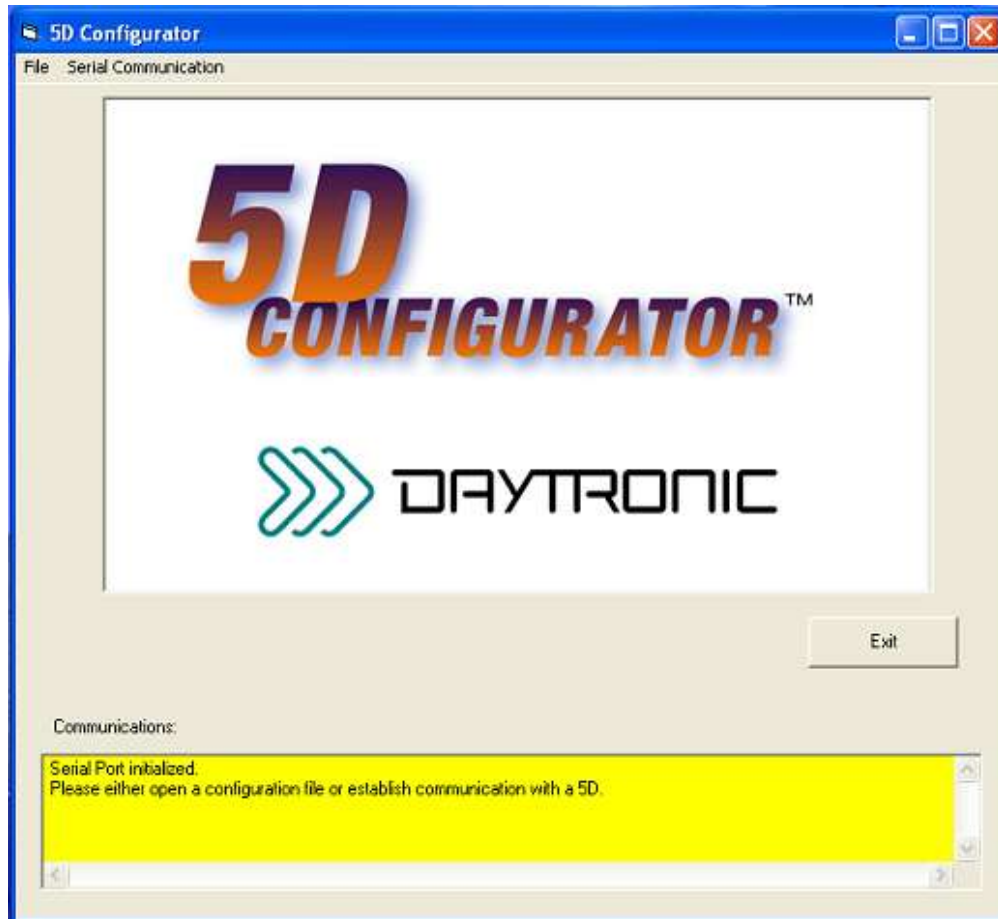 5D Configurator
File Serial Communication
5D
CONFIGURATOR™
DAYTRONIC
Exit
Communications:
Serial Port initialized.
Please either open a configuration file or establish communication with a 5D.